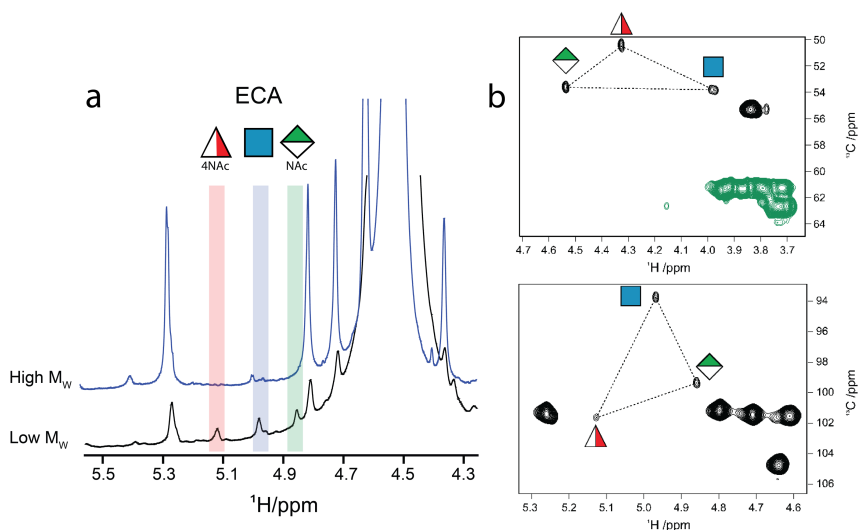 a
ECA
4NAc
NAc
High Mw
Low Mw
5.5 5.3 5.1 4.9 4.7 4.5 4.3
¹H/ppm
b
50
52
54
56
58
60
62
64
¹³C /ppm
4.7 4.6 4.5 4.4 4.3 4.2 4.1 4.0 3.9 3.8 3.7
¹H /ppm
94
96
98
100
102
104
106
¹³C /ppm
5.3 5.2 5.1 5.0 4.9 4.8 4.7 4.6
¹H /ppm